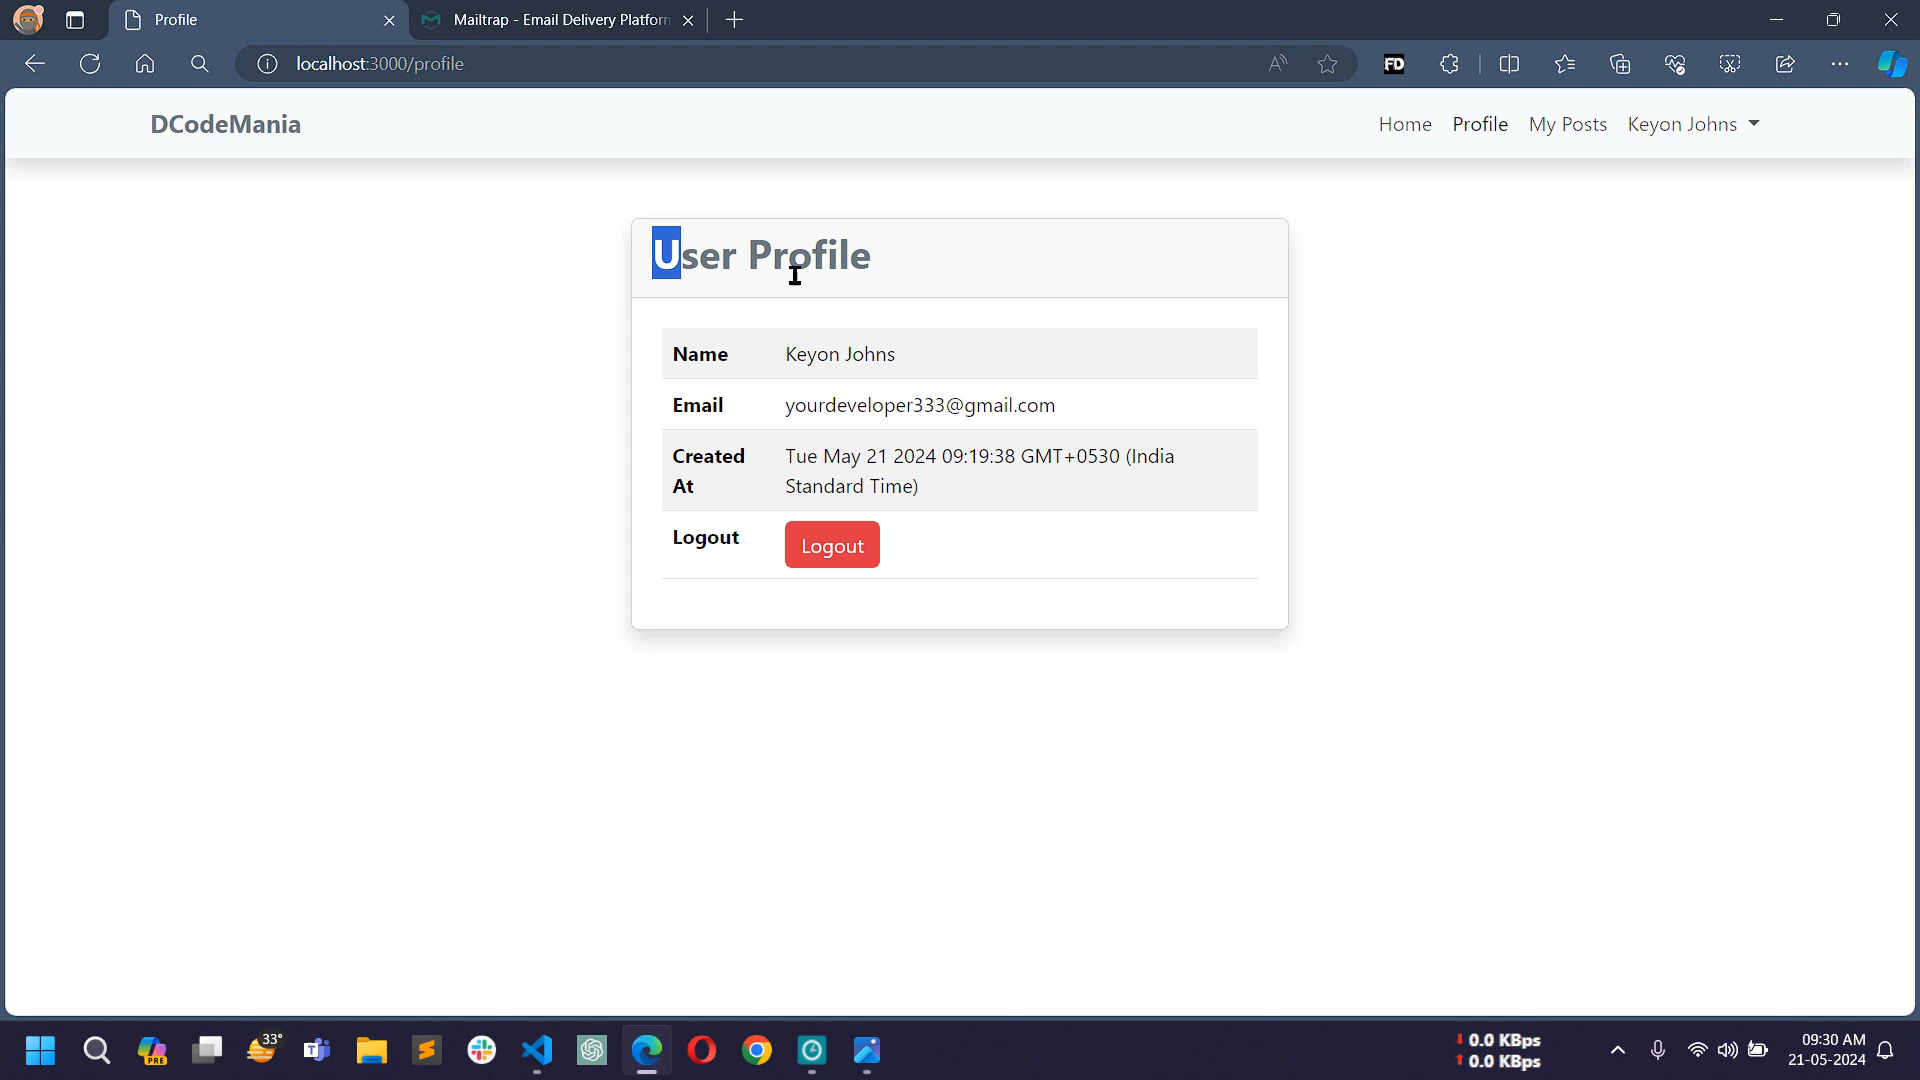 Profile
Mailtrap - Email Delivery Platform
localhost:3000/profile
A
FD
DCodeMania
Home
Profile
My Posts
Keyon Johns
User Profile
Name
Keyon Johns
Email
yourdeveloper333@gmail.com
Created
At
Tue May 21 2024 09:19:38 GMT+0530 (India
Standard Time)
Logout
Logout
PRE
33°
0.0 KBps
0.0 KBps
09:30 AM
21-05-2024